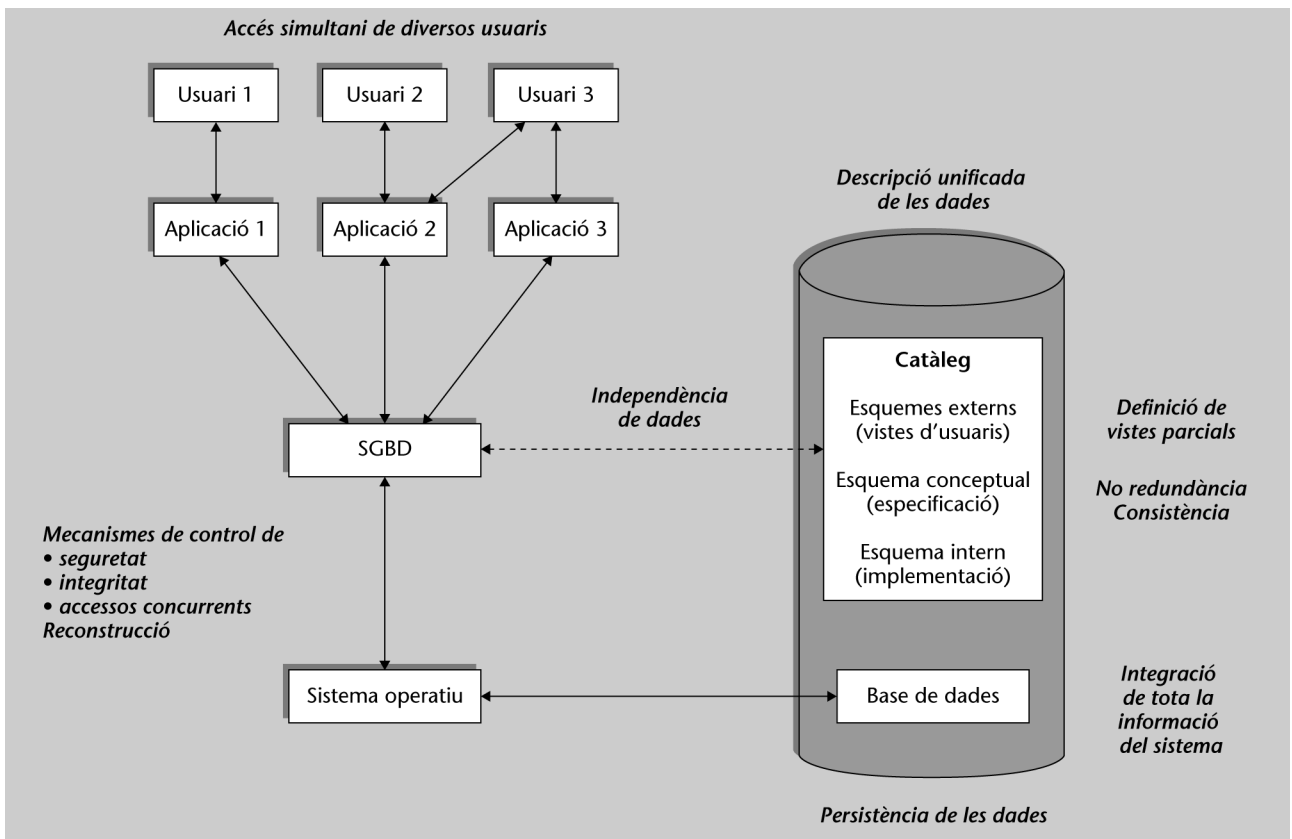 Accés simultani de diversos usuaris
Usuari 1
Usuari 2
Usuari 3
Aplicació 1
Aplicació 2
Aplicació 3
Descripció unificada
de les dades
Catàleg
Esquemes externs
(vistes d'usuaris)
Esquema conceptual
(especificació)
Esquema intern
(implementació)
Independència
de dades
SGBD
Definició de
vistes parcials
No redundància
Consistència
Mecanismes de control de
• seguretat
• integritat
• accessos concurrents
Reconstrucció
Sistema operatiu
Base de dades
Integració
de tota la
informació
del sistema
Persistència de les dades